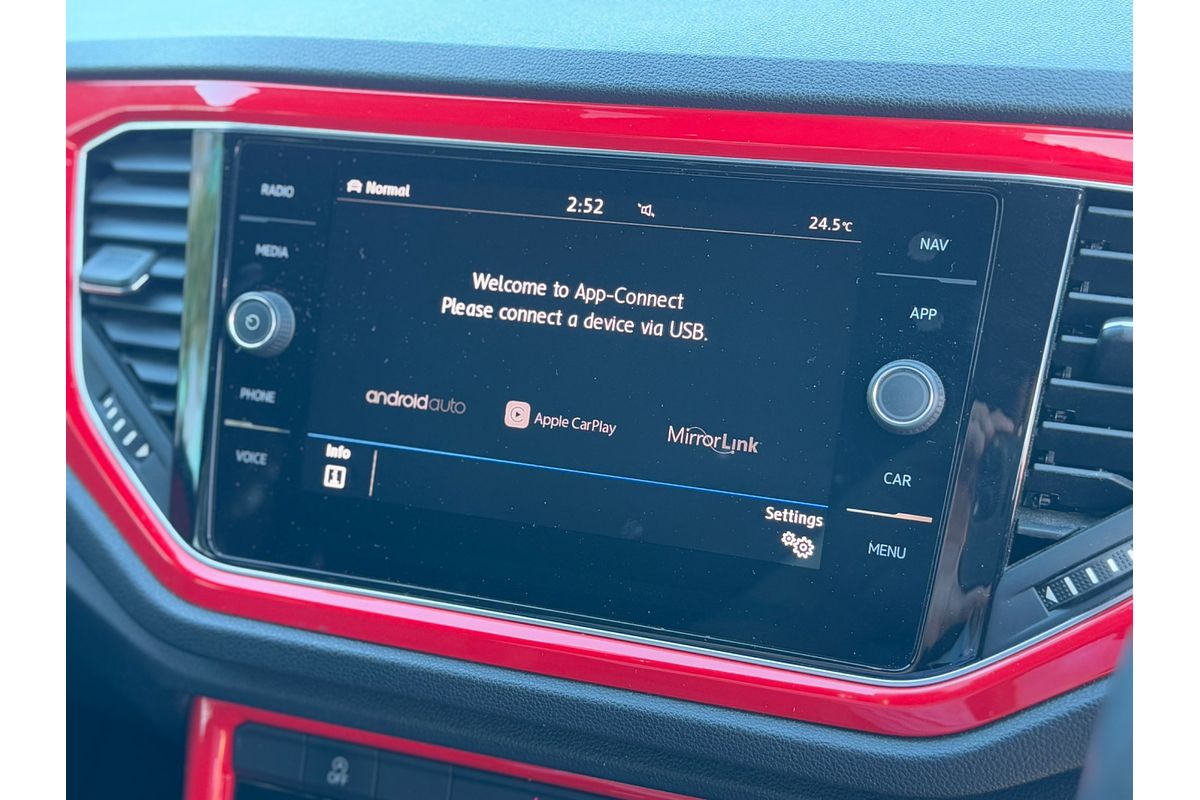 RADIO
MEDIA
PHONE
VOICE
Normal
2:52
24.5°C
Welcome to App-Connect
Please connect a device via USB.
androidauto
Apple CarPlay
MirrorLink
Info
Settings
NAV
APP
CAR
MENU
OFF